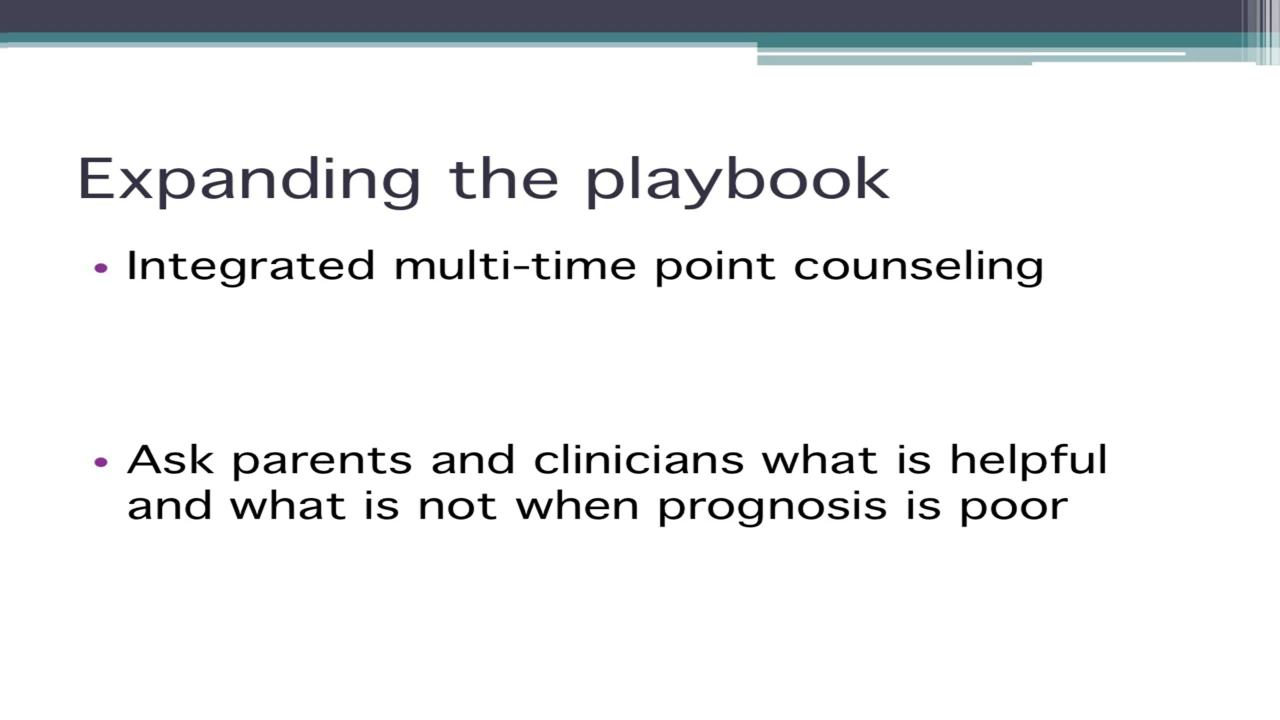 Expanding the playbook
• Integrated multi-time point counseling
• Ask parents and clinicians what is helpful
and what is not when prognosis is poor